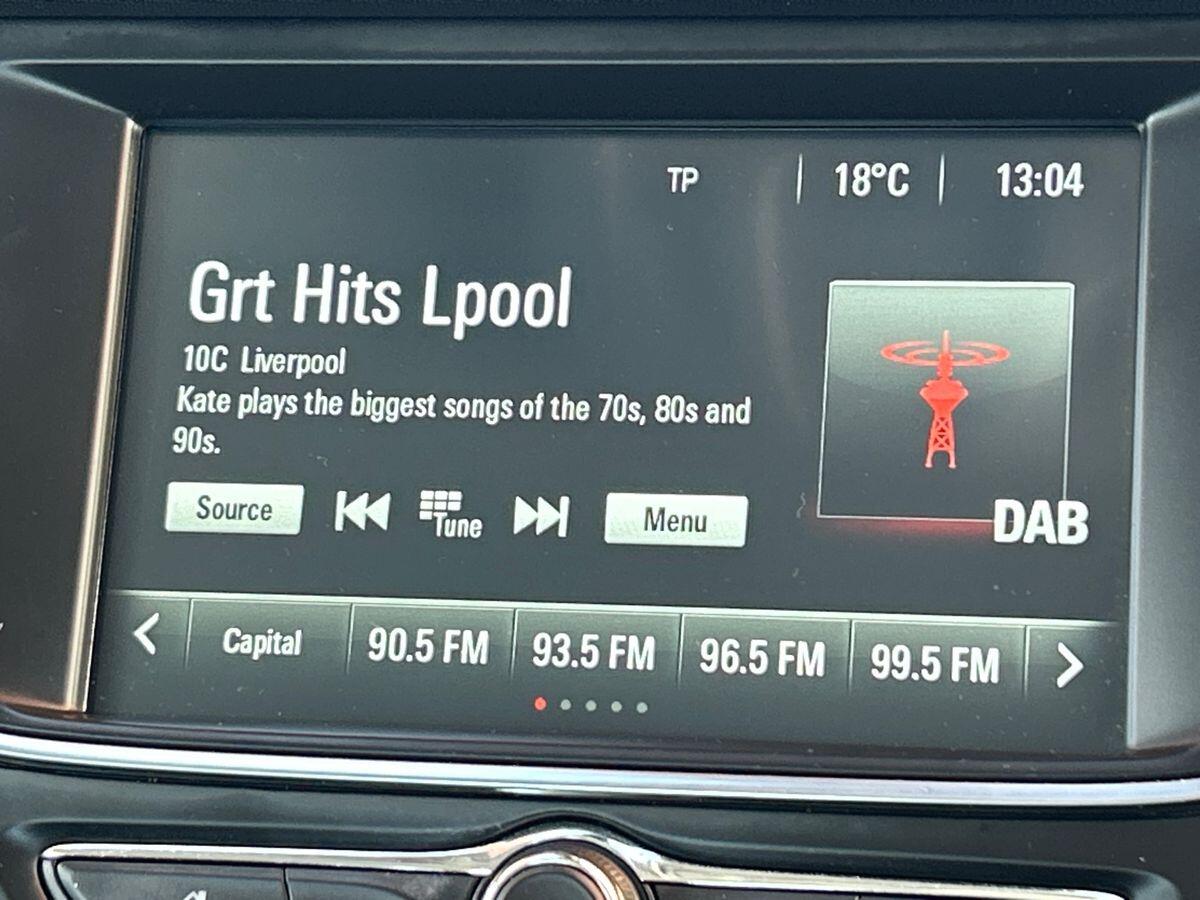 TP 18°C 13:04
Grt Hits Lpool
10C Liverpool
Kate plays the biggest songs of the 70s, 80s and
90s.
Source Tune Menu
DAB
Capital 90.5 FM 93.5 FM 96.5 FM 99.5 FM